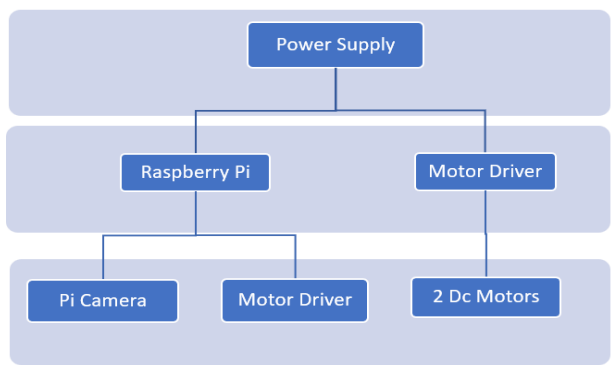 Power Supply
Raspberry Pi
Motor Driver
Pi Camera
Motor Driver
2 Dc Motors